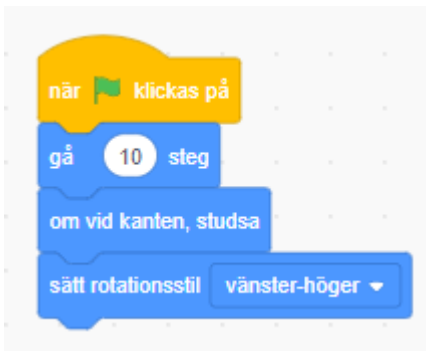 när klickas på
gå 10 steg
om vid kanten, studsa
sätt rotationsstil vänster-höger